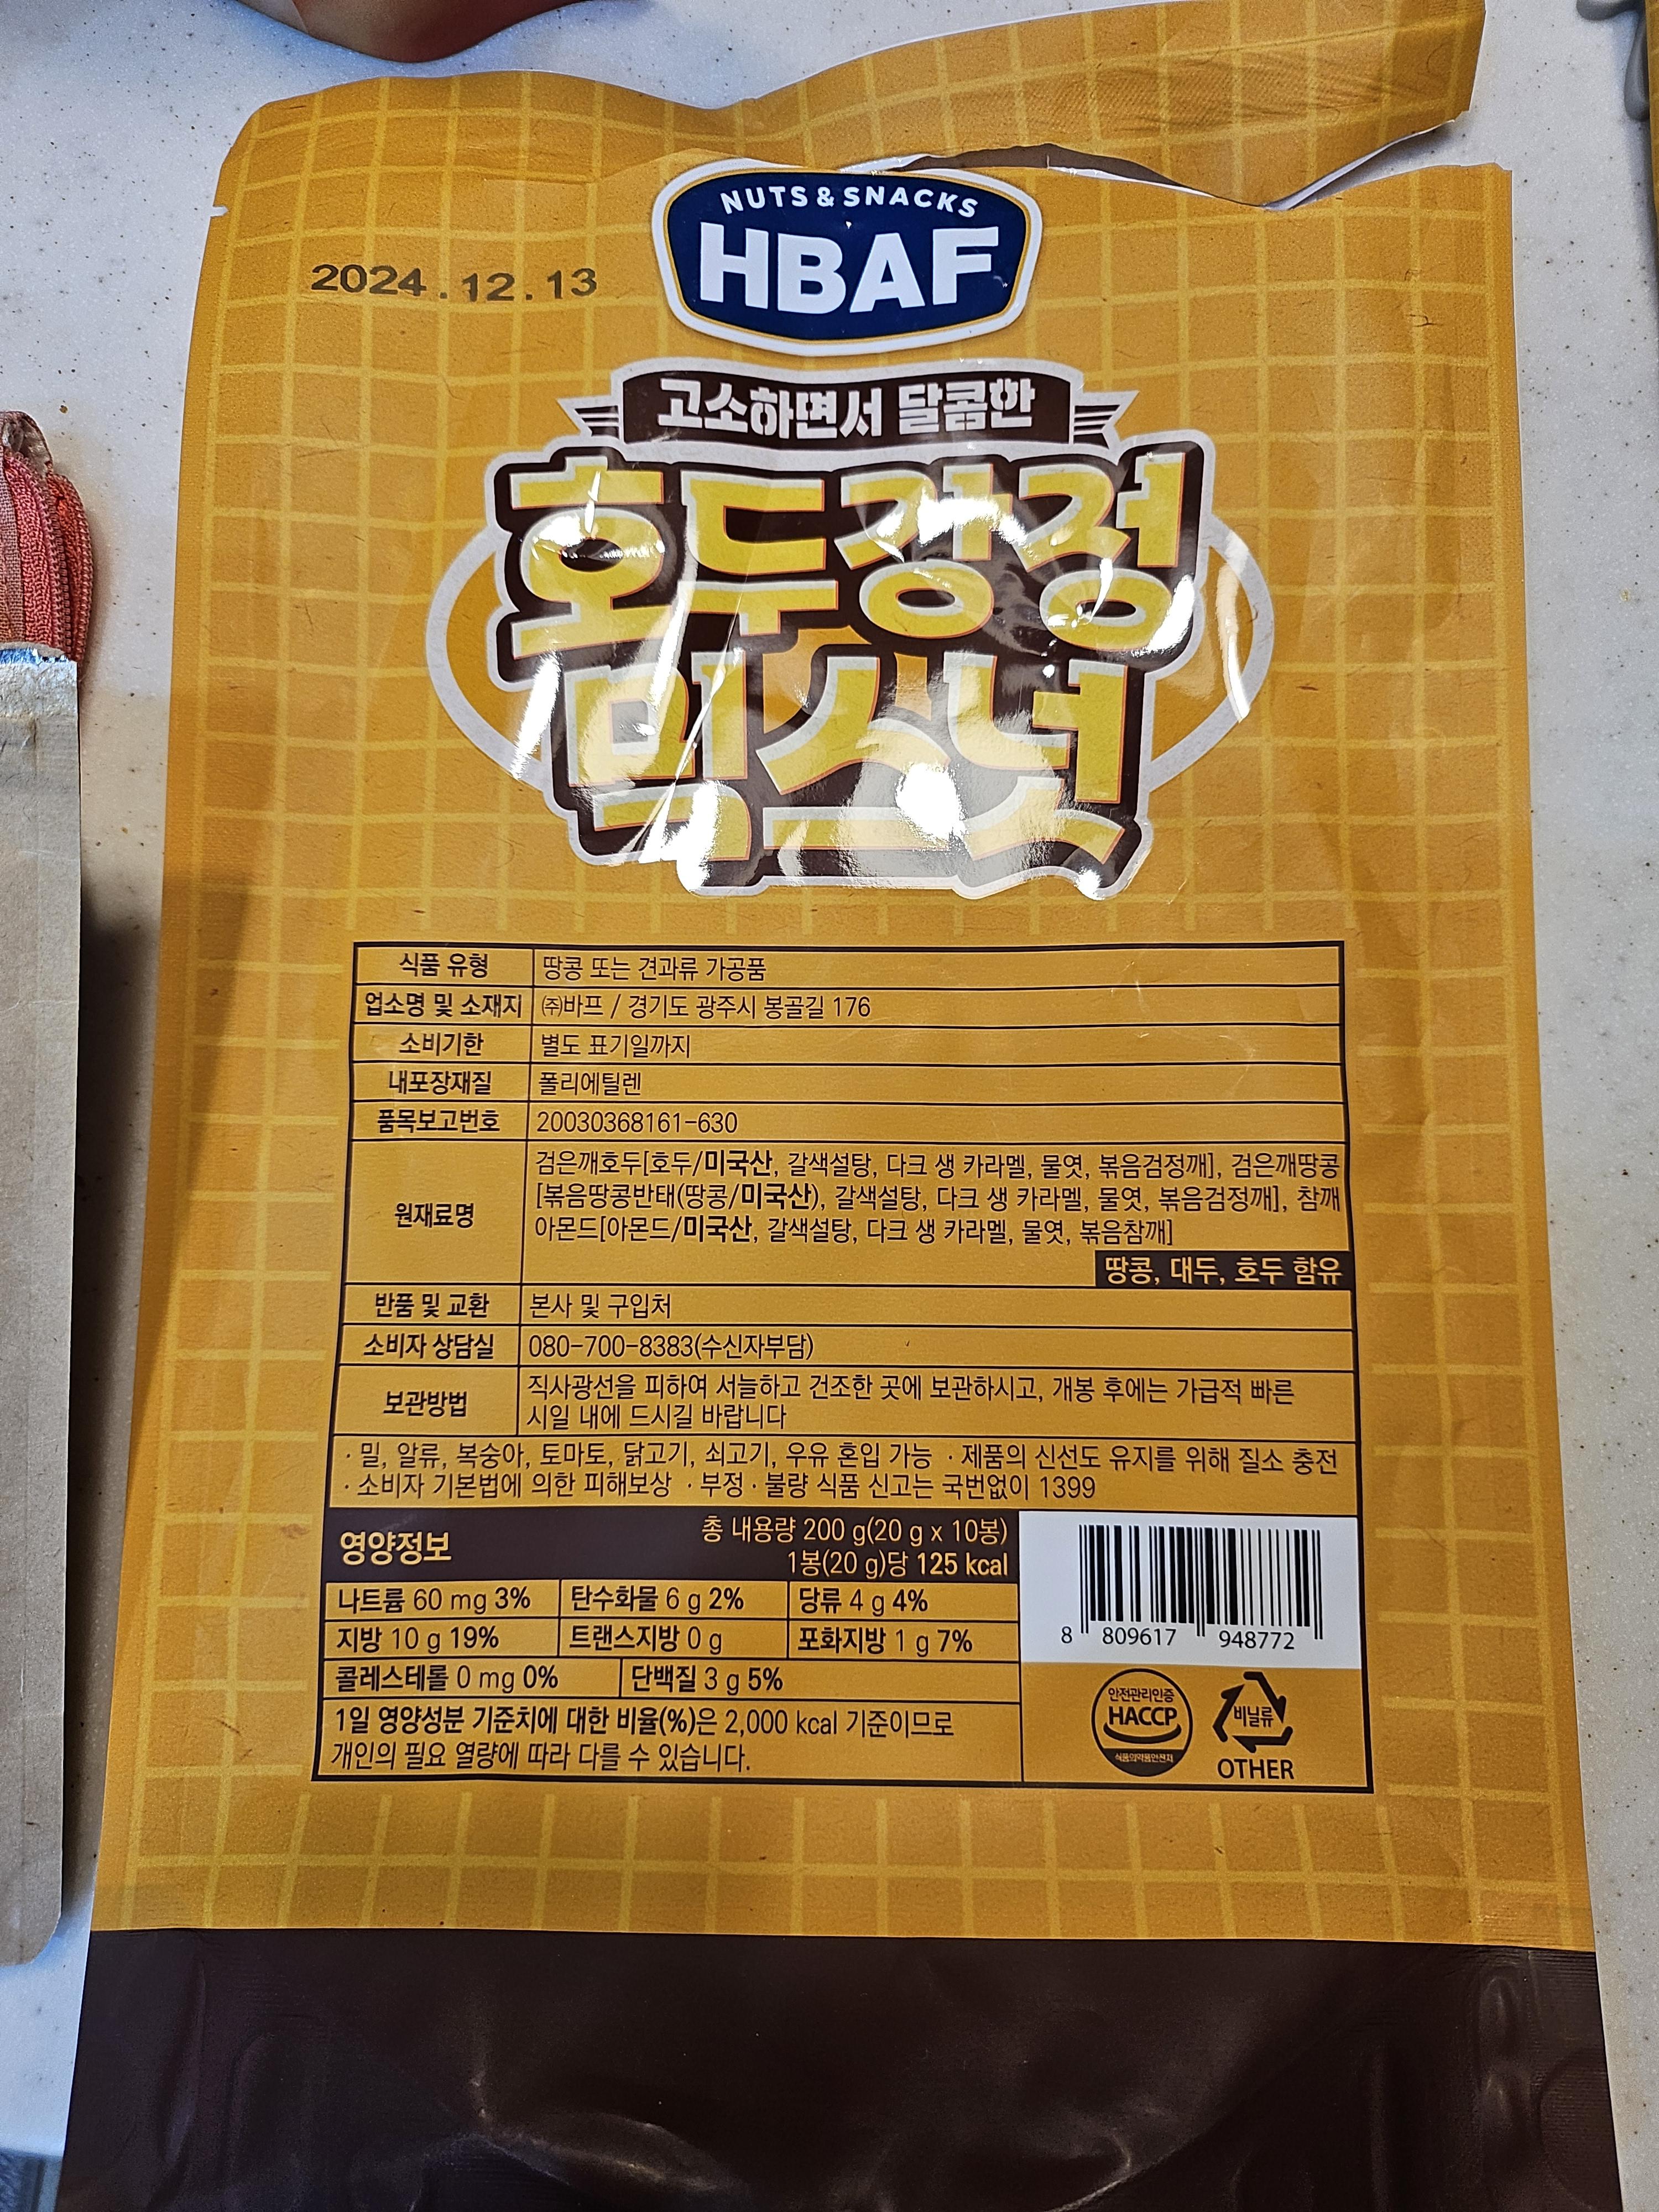 NUTS & SNACKS
HBAF
2024.12.13
고소하면서 달콤한
호두강정
믹스넛
식품 유형 땅콩 또는 견과류 가공품
업소명 및 소재지 ㈜바프 / 경기도 광주시 봉골길 176
소비기한 별도 표기일까지
내포장재질 폴리에틸렌
품목보고번호 20030368161-630
원재료명 검은깨호두[호두/미국산, 갈색설탕, 다크 생 카라멜, 물엿, 볶음검정깨], 검은깨땅콩
[볶음땅콩반태(땅콩/미국산), 갈색설탕, 다크 생 카라멜, 물엿, 볶음검정깨], 참깨
아몬드[아몬드/미국산, 갈색설탕, 다크 생 카라멜, 물엿, 볶음참깨]
땅콩, 대두, 호두 함유
반품 및 교환 본사 및 구입처
소비자 상담실 080-700-8383(수신자부담)
보관방법 직사광선을 피하여 서늘하고 건조한 곳에 보관하시고, 개봉 후에는 가급적 빠른
시일 내에 드시길 바랍니다
· 밀, 알류, 복숭아, 토마토, 닭고기, 쇠고기, 우유 혼입 가능 · 제품의 신선도 유지를 위해 질소 충전
· 소비자 기본법에 의한 피해보상 · 부정 · 불량 식품 신고는 국번없이 1399
영양정보 총 내용량 200 g(20 g x 10봉)
1봉(20 g)당 125 kcal
나트륨 60 mg 3% 탄수화물 6 g 2% 당류 4 g 4%
지방 10 g 19% 트랜스지방 0 g 포화지방 1 g 7%
콜레스테롤 0 mg 0% 단백질 3 g 5%
1일 영양성분 기준치에 대한 비율(%)은 2,000 kcal 기준이므로
개인의 필요 열량에 따라 다를 수 있습니다.
8 809617 948772
안전관리인증
HACCP
식품의약품안전처
비닐류
OTHER